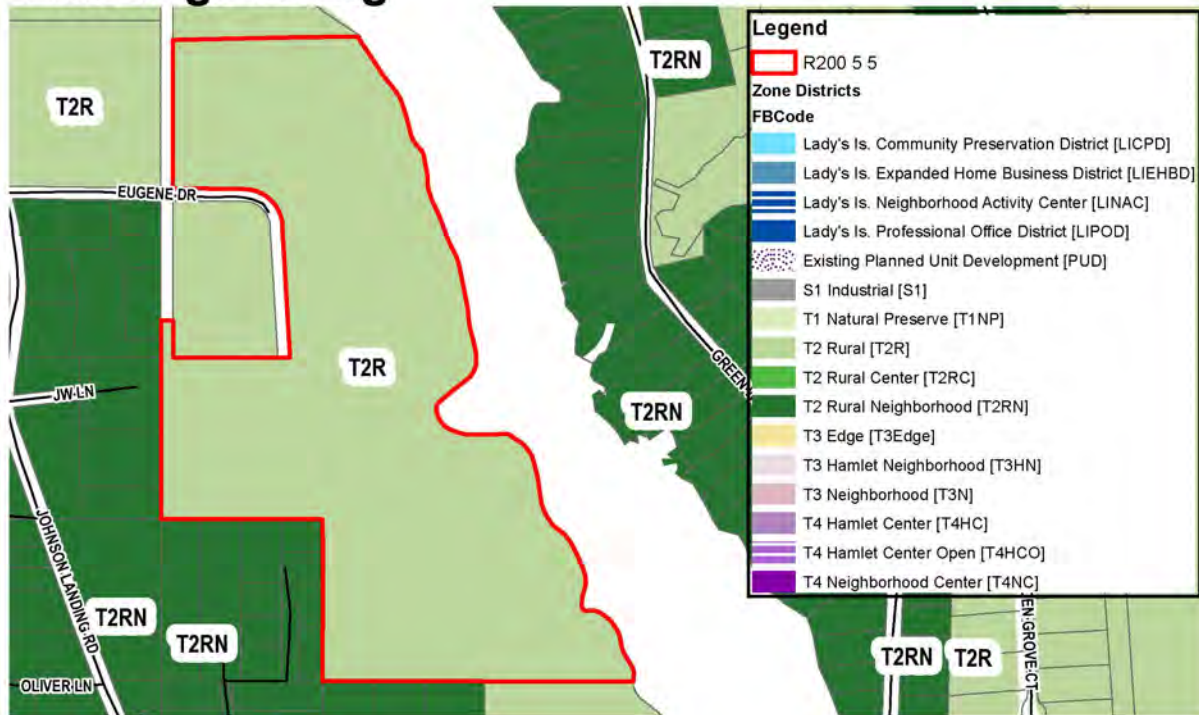 Legend
R200 5 5
Zone Districts
FBCode
Lady's Is. Community Preservation District [LICPD]
Lady's Is. Expanded Home Business District [LIEHBD]
Lady's Is. Neighborhood Activity Center [LINAC]
Lady's Is. Professional Office District [LIPOD]
Existing Planned Unit Development [PUD]
S1 Industrial [S1]
T1 Natural Preserve [T1NP]
T2 Rural [T2R]
T2 Rural Center [T2RC]
T2 Rural Neighborhood [T2RN]
T3 Edge [T3Edge]
T3 Hamlet Neighborhood [T3HN]
T3 Neighborhood [T3N]
T4 Hamlet Center [T4HC]
T4 Hamlet Center Open [T4HCO]
T4 Neighborhood Center [T4NC]
T2RN
T2R
EUGENE DR
T2R
JW LN
GREEN
T2RN
JOHNSON LANDING RD
T2RN
T2RN
OLIVER LN
T2RN
T2R
EN GROVE CT